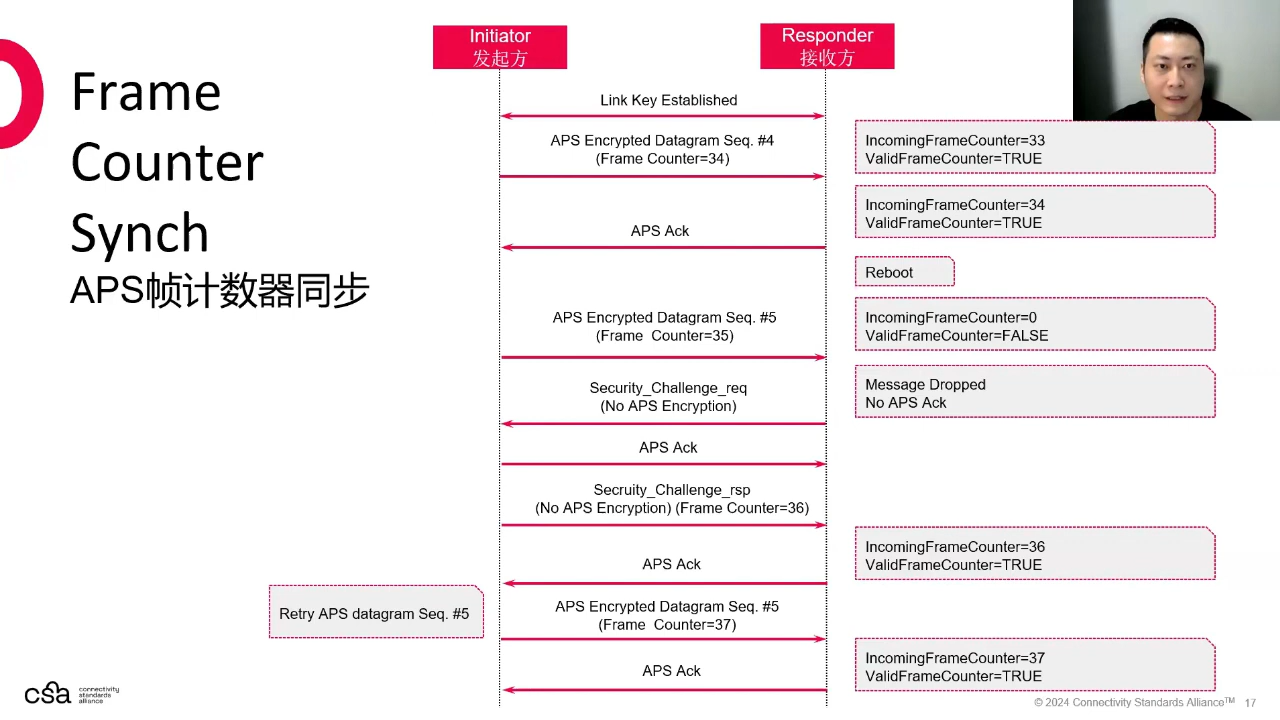 Frame
Counter
Synch
APS帧计数器同步
Initiator
发起方
Responder
接收方
Link Key Established
APS Encrypted Datagram Seq. #4
(Frame Counter=34)
IncomingFrameCounter=33
ValidFrameCounter=TRUE
IncomingFrameCounter=34
ValidFrameCounter=TRUE
APS Ack
Reboot
APS Encrypted Datagram Seq. #5
(Frame Counter=35)
IncomingFrameCounter=0
ValidFrameCounter=FALSE
Security_Challenge_req
(No APS Encryption)
Message Dropped
No APS Ack
APS Ack
Secruity_Challenge_rsp
(No APS Encryption) (Frame Counter=36)
IncomingFrameCounter=36
ValidFrameCounter=TRUE
APS Ack
Retry APS datagram Seq. #5
APS Encrypted Datagram Seq. #5
(Frame Counter=37)
IncomingFrameCounter=37
ValidFrameCounter=TRUE
APS Ack
csa
connectivity
standards
alliance
© 2024 Connectivity Standards Alliance™ 17